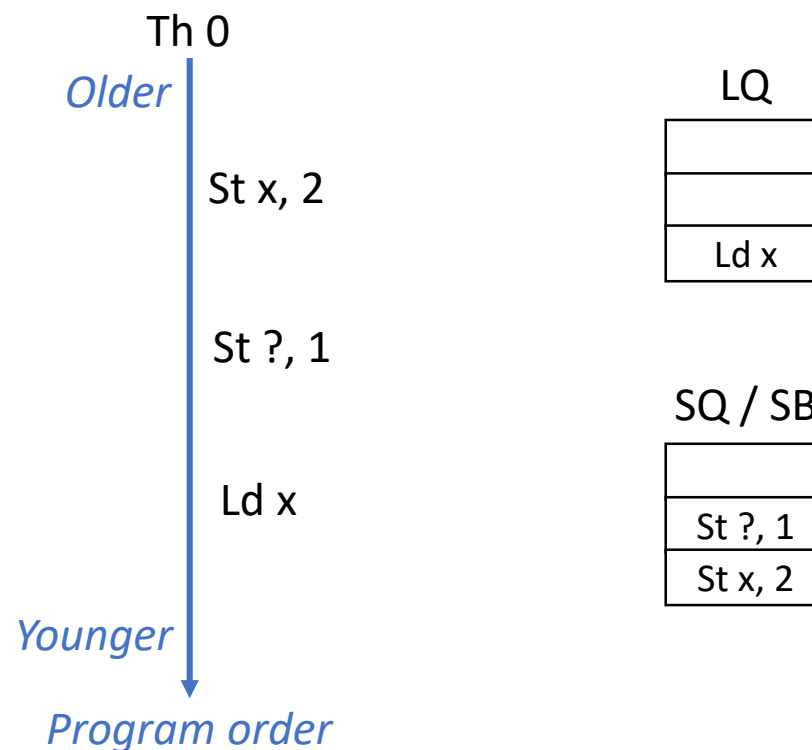 Th 0
Older
St x, 2
St ?, 1
Ld x
Younger
Program order
LQ
Ld x
SQ / SB
St ?, 1
St x, 2